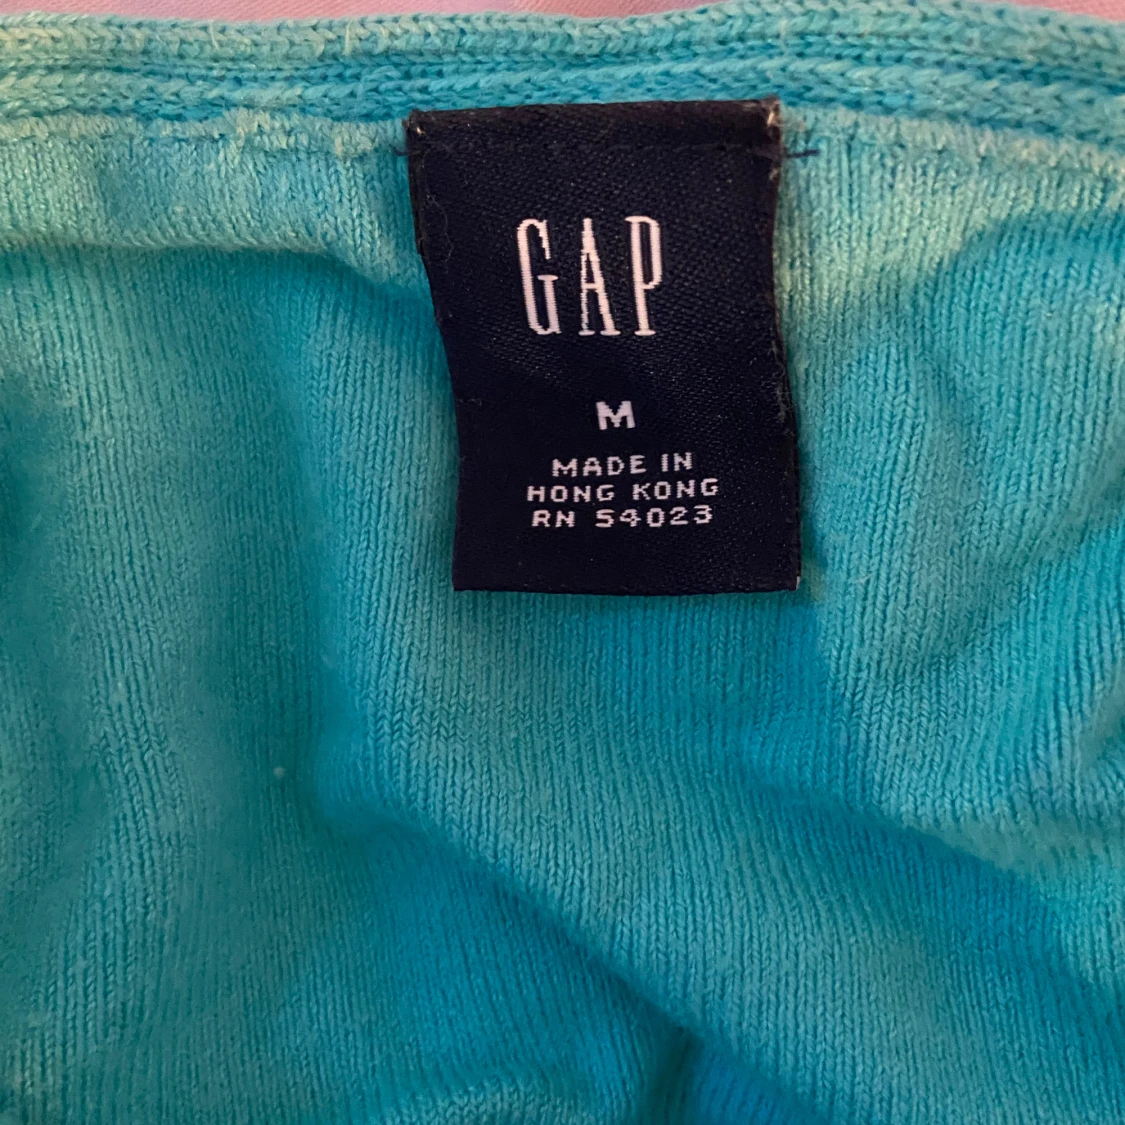 GAP
M
MADE IN
HONG KONG
RN 54023